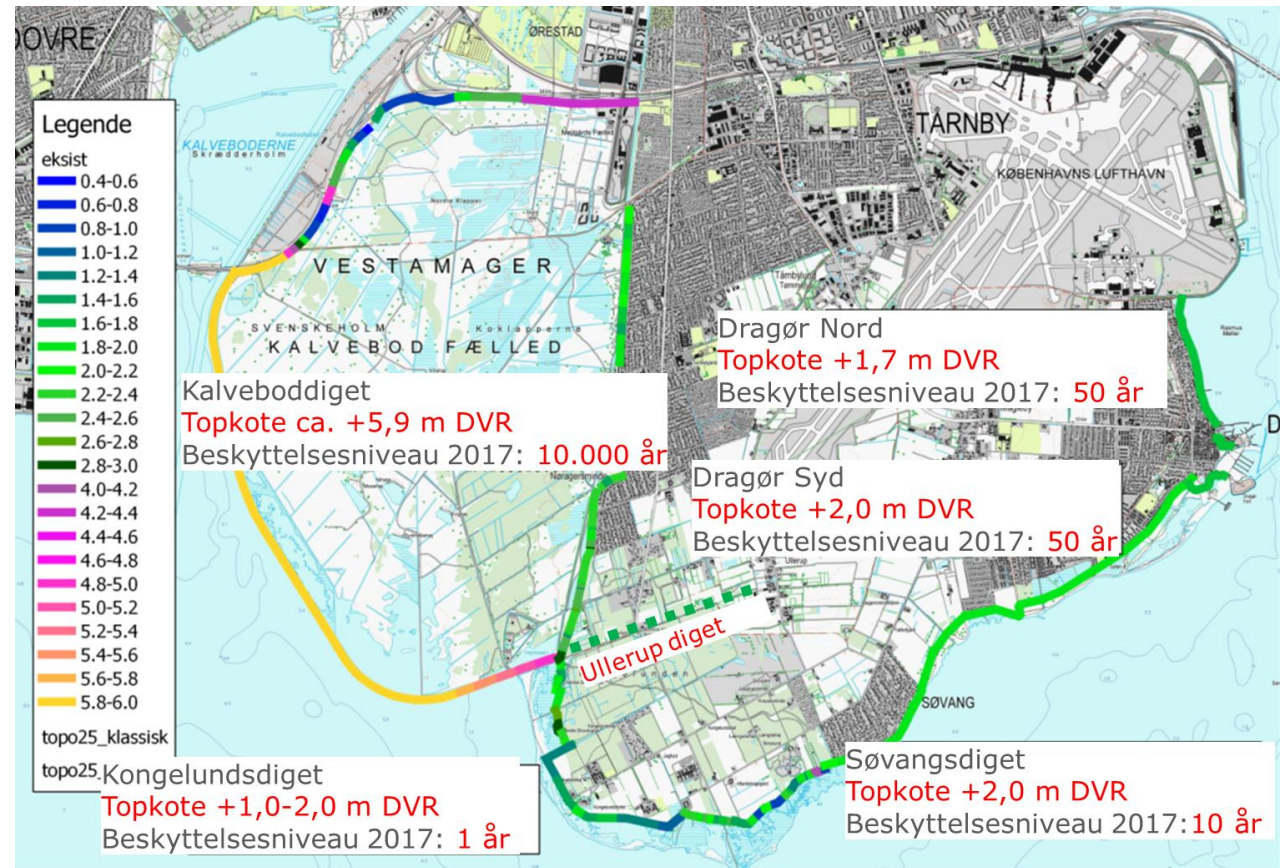 DOVRE
ØRESTAD
TÅRNBY
KØBENHAVNS LUFTHAVN
KALVEBODERNE
Skrædderholm
Legende
eksist
0.4-0.6
0.6-0.8
0.8-1.0
1.0-1.2
1.2-1.4
1.4-1.6
1.6-1.8
1.8-2.0
2.0-2.2
2.2-2.4
2.4-2.6
2.6-2.8
2.8-3.0
4.0-4.2
4.2-4.4
4.4-4.6
4.6-4.8
4.8-5.0
5.0-5.2
5.2-5.4
5.4-5.6
5.6-5.8
5.8-6.0
topo25_klassisk
topo25_
VESTAMAGER
SVENSKEHOLM
Koklapperne
KALVEBOD FÆLLED
Kalveboddiget
Topkote ca. +5,9 m DVR
Beskyttelsesniveau 2017: 10.000 år
Dragør Nord
Topkote +1,7 m DVR
Beskyttelsesniveau 2017: 50 år
D
Dragør Syd
Topkote +2,0 m DVR
Beskyttelsesniveau 2017: 50 år
Ullerup
Ullerup diget
SØVANG
Kongelundsdiget
Topkote +1,0-2,0 m DVR
Beskyttelsesniveau 2017: 1 år
Søvangsdiget
Topkote +2,0 m DVR
Beskyttelsesniveau 2017:10 år